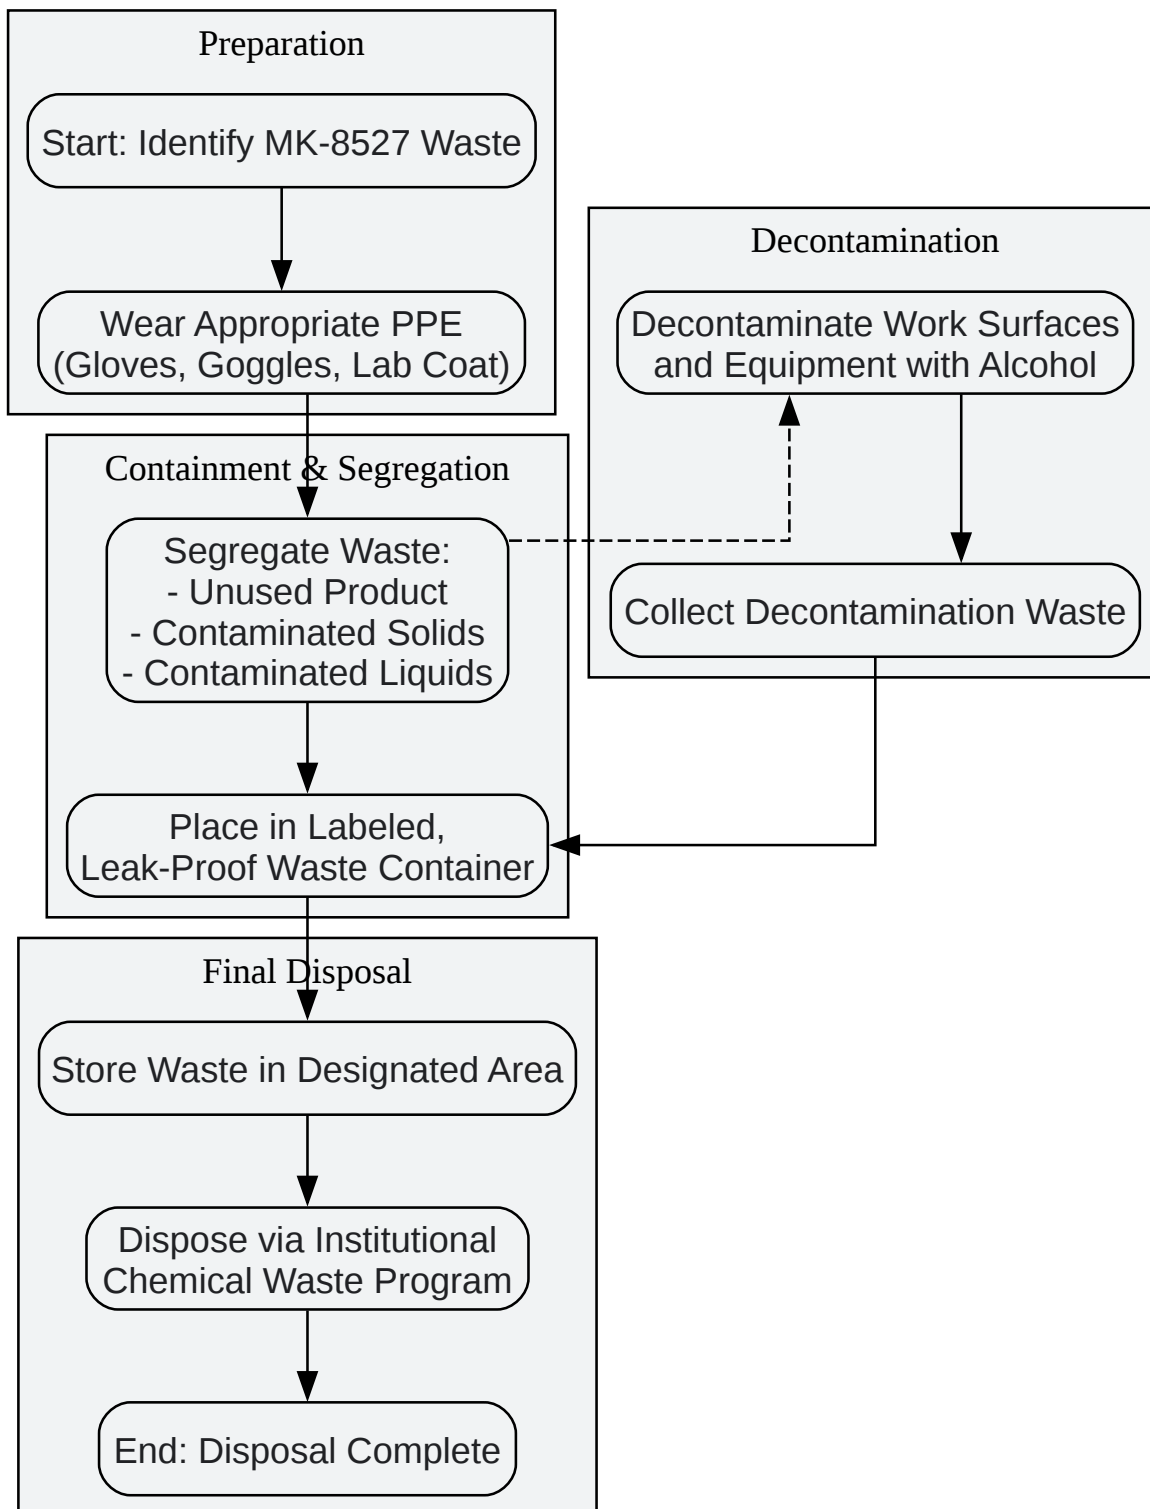 Preparation
Start: Identify MK-8527 Waste
Wear Appropriate PPE
(Gloves, Goggles, Lab Coat)
Decontamination
Decontaminate Work Surfaces
and Equipment with Alcohol
Collect Decontamination Waste
Containment & Segregation
Segregate Waste:
- Unused Product
- Contaminated Solids
- Contaminated Liquids
Place in Labeled,
Leak-Proof Waste Container
Final Disposal
Store Waste in Designated Area
Dispose via Institutional
Chemical Waste Program
End: Disposal Complete